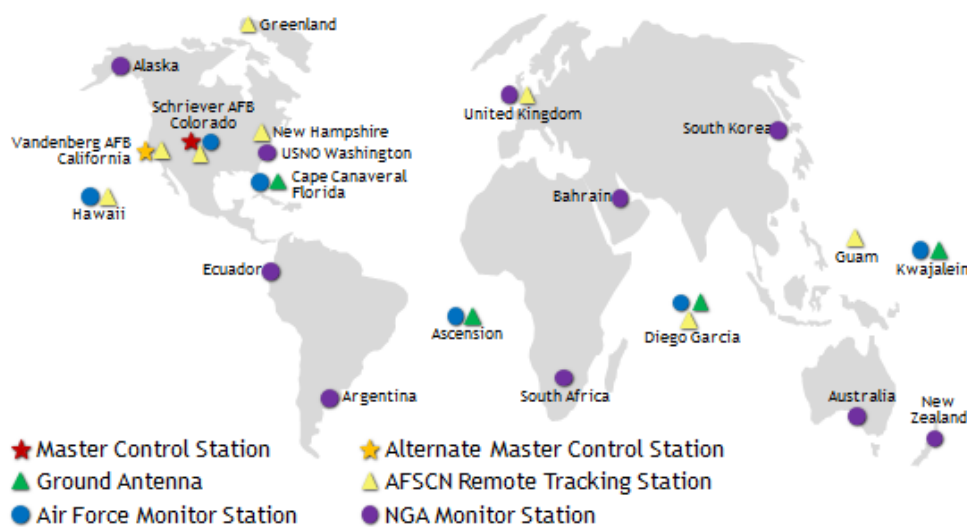 Greenland
Alaska
Schriever AFB
Colorado
United Kingdom
South Korea
New Hampshire
Vandenberg AFB
California
USNO Washington
Cape Canaveral
Florida
Bahrain
Hawaii
Guam
Kwajalein
Ecuador
Ascension
Diego Garcia
Argentina
South Africa
Australia
New
Zealand
Master Control Station
Alternate Master Control Station
Ground Antenna
AFSCN Remote Tracking Station
Air Force Monitor Station
NGA Monitor Station